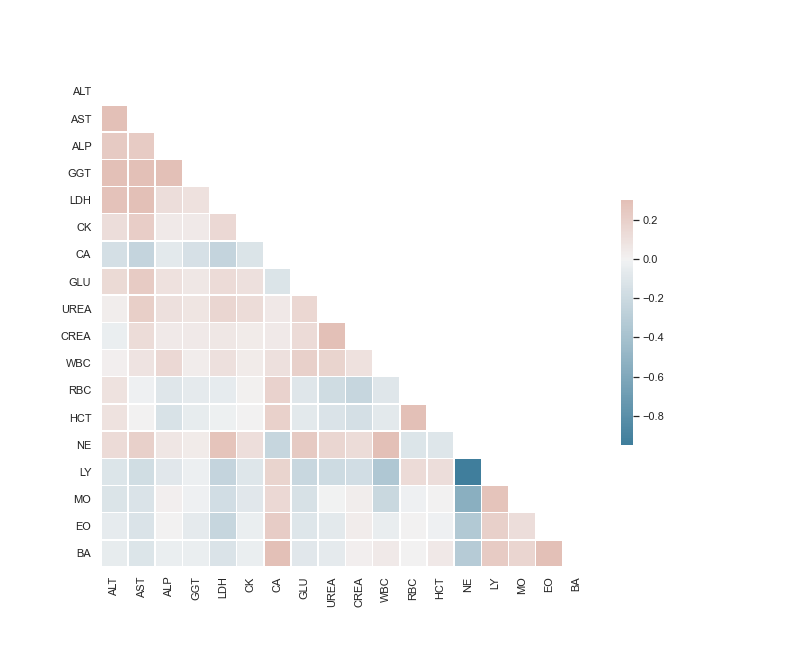 ALT
AST
ALP
GGT
LDH
CK
CA
GLU
UREA
CREA
WBC
RBC
HCT
NE
LY
MO
EO
BA
ALT AST ALP GGT LDH CK CA GLU UREA CREA WBC RBC HCT NE LY MO EO BA
0.2
0.0
−0.2
−0.4
−0.6
−0.8